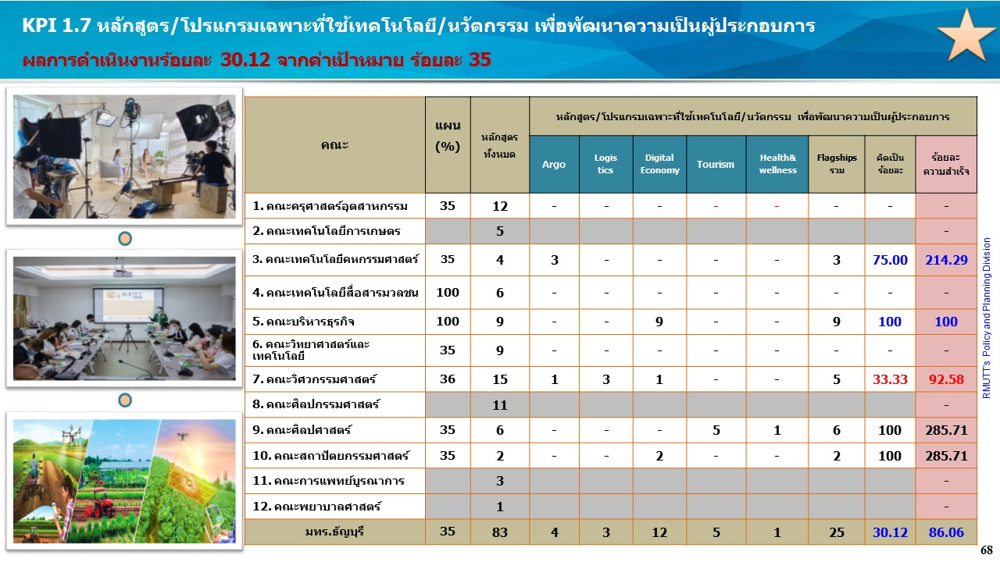 KPI 1.7 หลักสูตร/โปรแกรมเฉพาะที่ใช้เทคโนโลยี/นวัตกรรม เพื่อพัฒนาความเป็นผู้ประกอบการ
ผลการดำเนินงานร้อยละ 30.12 จากค่าเป้าหมาย ร้อยละ 35
คณะ
แผน
(%)
หลักสูตร
ทั้งหมด
หลักสูตร/โปรแกรมเฉพาะที่ใช้เทคโนโลยี/นวัตกรรม เพื่อพัฒนาความเป็นผู้ประกอบการ
Argo
Logis
tics
Digital
Economy
Tourism
Health&
wellness
Flagships
รวม
คิดเป็น
ร้อยละ
ร้อยละ
ความสำเร็จ
1. คณะครุศาสตร์อุตสาหกรรม 35 12 - - - - - - - -
2. คณะเทคโนโลยีการเกษตร 5 -
3. คณะเทคโนโลยีคหกรรมศาสตร์ 35 4 3 - - - - 3 75.00 214.29
4. คณะเทคโนโลยีสื่อสารมวลชน 100 6 - - - - - - - -
5. คณะบริหารธุรกิจ 100 9 - - 9 - - 9 100 100
6. คณะวิทยาศาสตร์และ
เทคโนโลยี 35 9 - - - - - - - -
7. คณะวิศวกรรมศาสตร์ 36 15 1 3 1 - - 5 33.33 92.58
8. คณะศิลปกรรมศาสตร์ 11 -
9. คณะศิลปศาสตร์ 35 6 - - - 5 1 6 100 285.71
10. คณะสถาปัตยกรรมศาสตร์ 35 2 - - 2 - - 2 100 285.71
11. คณะการแพทย์บูรณาการ 3 -
12. คณะพยาบาลศาสตร์ 1 -
มทร.ธัญบุรี 35 83 4 3 12 5 1 25 30.12 86.06
RMUTT's Policy and Planning Division
68